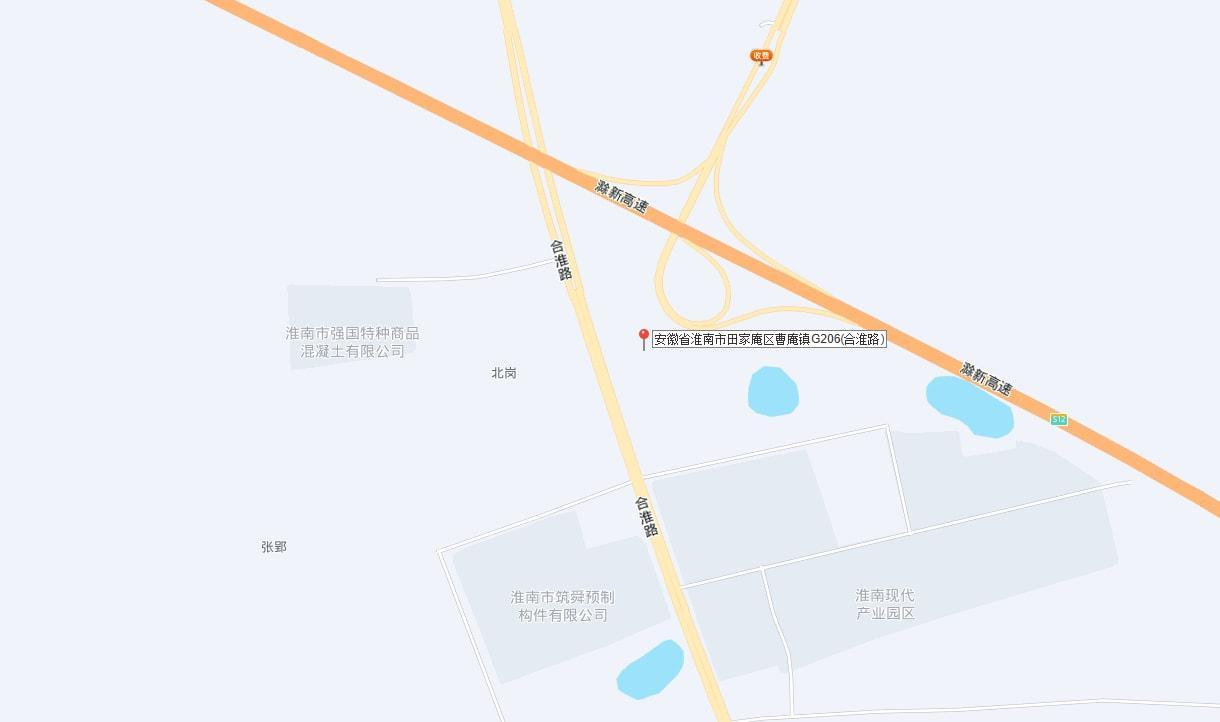 收费
滁新高速
合淮路
淮南市强国特种商品
混凝土有限公司
安徽省淮南市田家庵区曹庵镇G206(合淮路)
北岗
滁新高速
S12
合淮路
张郢
淮南市筑舜预制
构件有限公司
淮南现代
产业园区